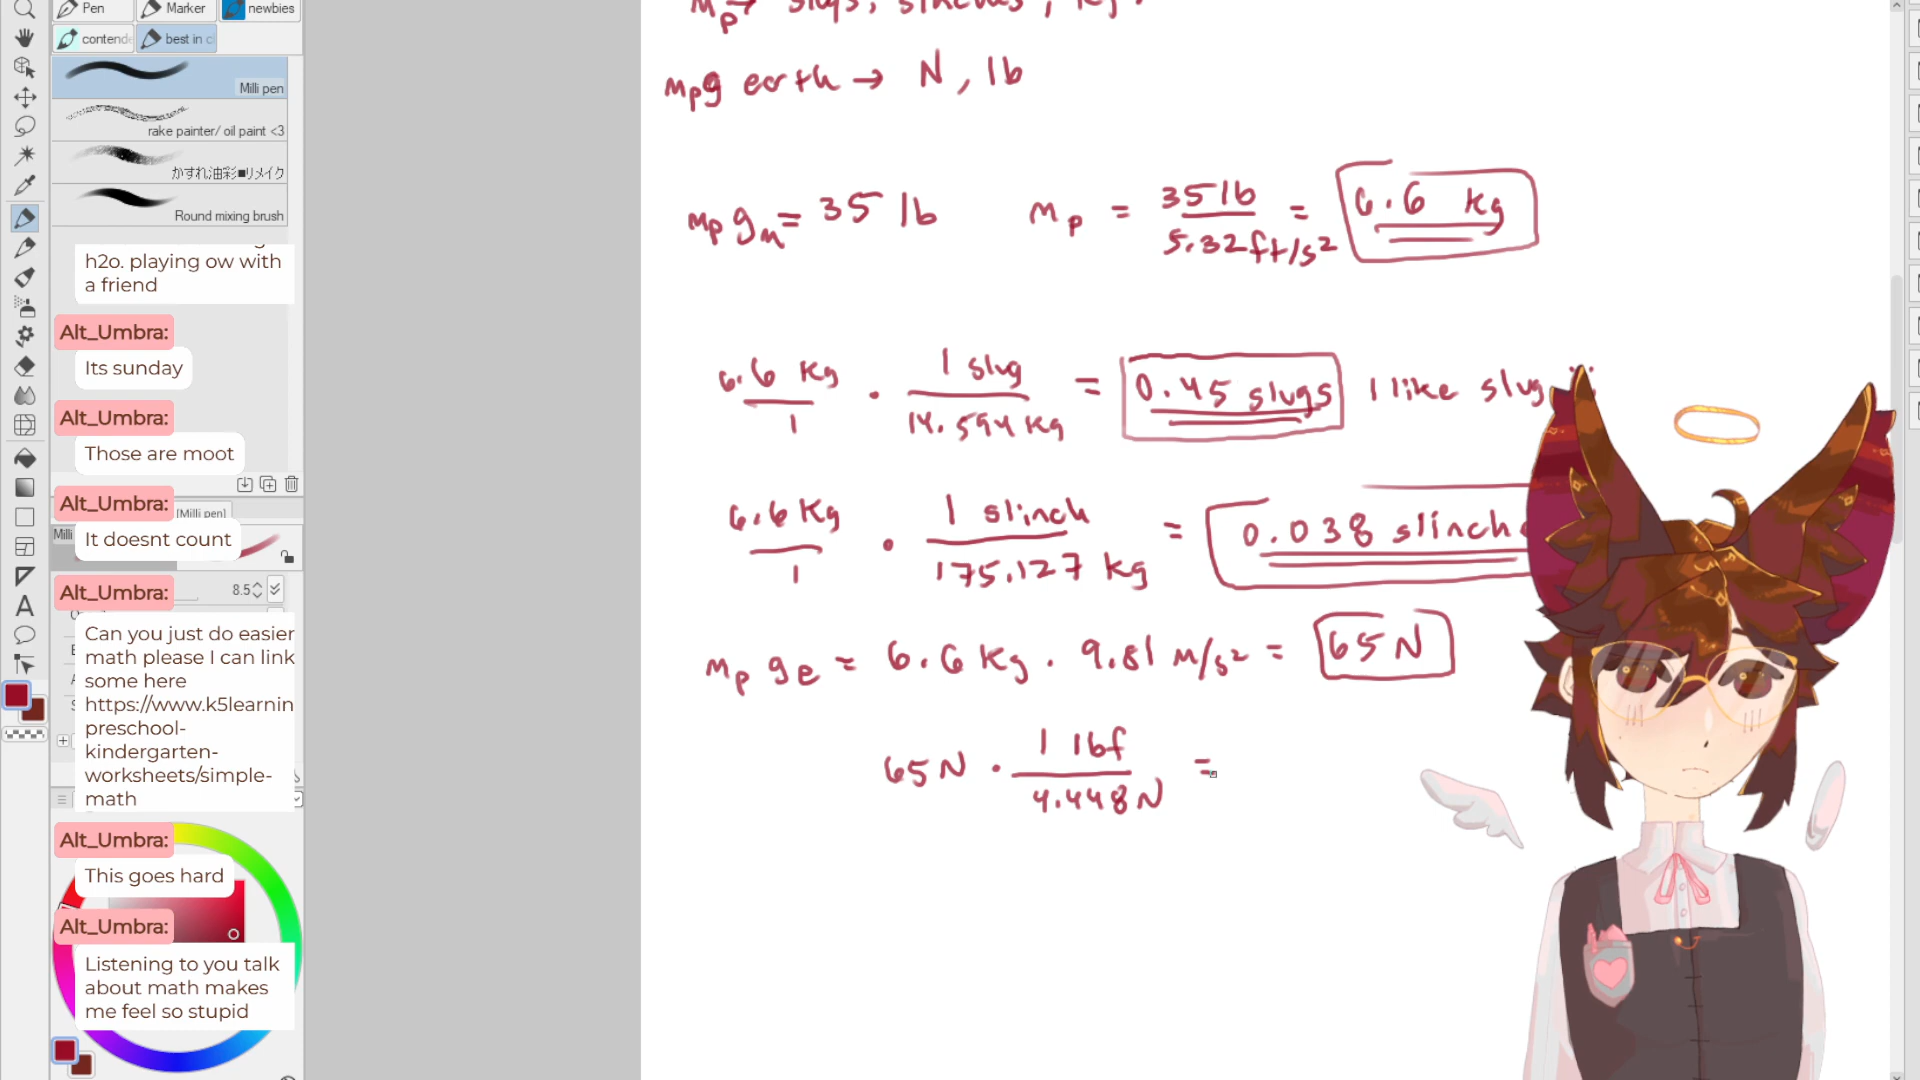 Pen
Marker
newbies
contende
best in c
Milli pen
rake painter/ oil paint <3
かすれ油彩■リメイク
Round mixing brush
h2o. playing ow with
a friend
Alt_Umbra:
Its sunday
Alt_Umbra:
Those are moot
Alt_Umbra:
[Milli pen]
Milli
It doesnt count
Alt_Umbra:
8.5
Can you just do easier
math please I can link
some here
https://www.k5learnin
preschool-
kindergarten-
worksheets/simple-
math
Alt_Umbra:
This goes hard
Alt_Umbra:
Listening to you talk
about math makes
me feel so stupid
mpg earth → N, lb
mp gm = 35 lb
mp = 35 lb / 5.32 ft/s² = 6.6 kg
6.6 kg / 1 · 1 slug / 14.594 kg = 0.45 slugs I like slug
6.6 kg / 1 · 1 slinch / 175.127 kg = 0.038 slinch
mp ge = 6.6 kg · 9.81 m/s² = 65 N
65 N · 1 lbf / 4.448 N =